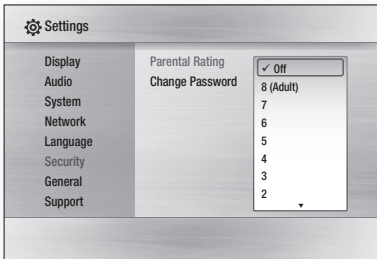 Settings
Display
Audio
System
Network
Language
Security
General
Support
Parental Rating
Change Password
✓ Off
8 (Adult)
7
6
5
4
3
2